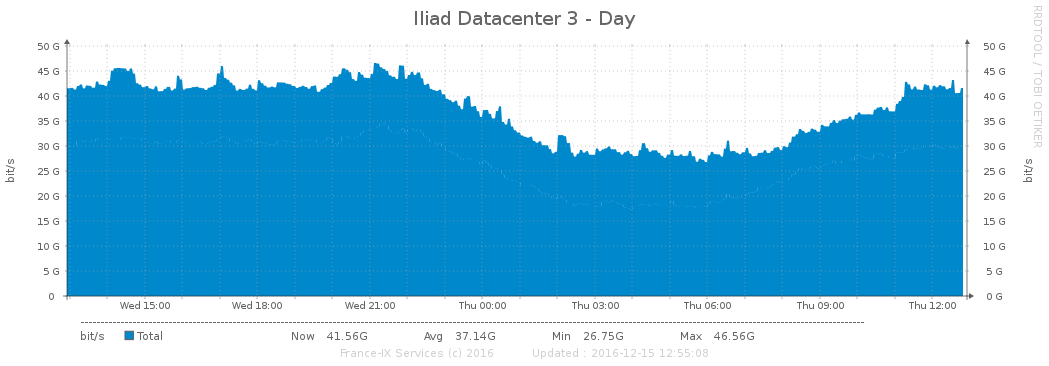 Iliad Datacenter 3 - Day
RRDTOOL / TOBI OETIKER
50 G 50 G
45 G 45 G
40 G 40 G
35 G 35 G
30 G 30 G
25 G 25 G
20 G 20 G
15 G 15 G
10 G 10 G
5 G 5 G
0 0 G
bit/s bit/s
Wed 15:00 Wed 18:00 Wed 21:00 Thu 00:00 Thu 03:00 Thu 06:00 Thu 09:00 Thu 12:00
bit/s Total Now 41.56G Avg 37.14G Min 26.75G Max 46.56G
France-IX Services (c) 2016 Updated : 2016-12-15 12:55:08